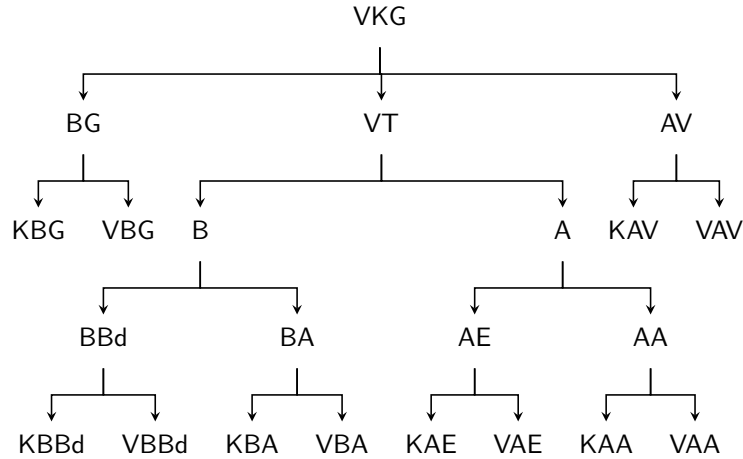 VKG
BG VT AV
KBG VBG B A KAV VAV
BBd BA AE AA
KBBd VBBd KBA VBA KAE VAE KAA VAA